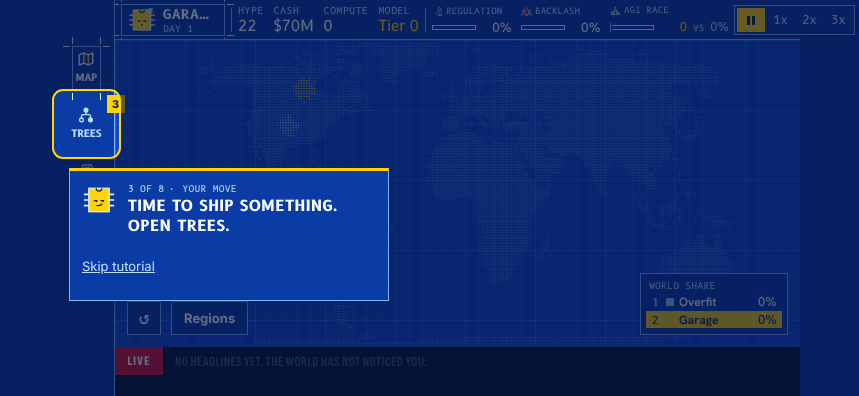 GARA...
DAY 1
HYPE
22
CASH
$70M
COMPUTE
0
MODEL
Tier 0
REGULATION
0%
BACKLASH
0%
AGI RACE
0 vs 0%
1x
2x
3x
MAP
3
TREES
3 OF 8 · YOUR MOVE
TIME TO SHIP SOMETHING.
OPEN TREES.
Skip tutorial
↺
Regions
WORLD SHARE
1 Overfit 0%
2 Garage 0%
LIVE
NO HEADLINES YET. THE WORLD HAS NOT NOTICED YOU.